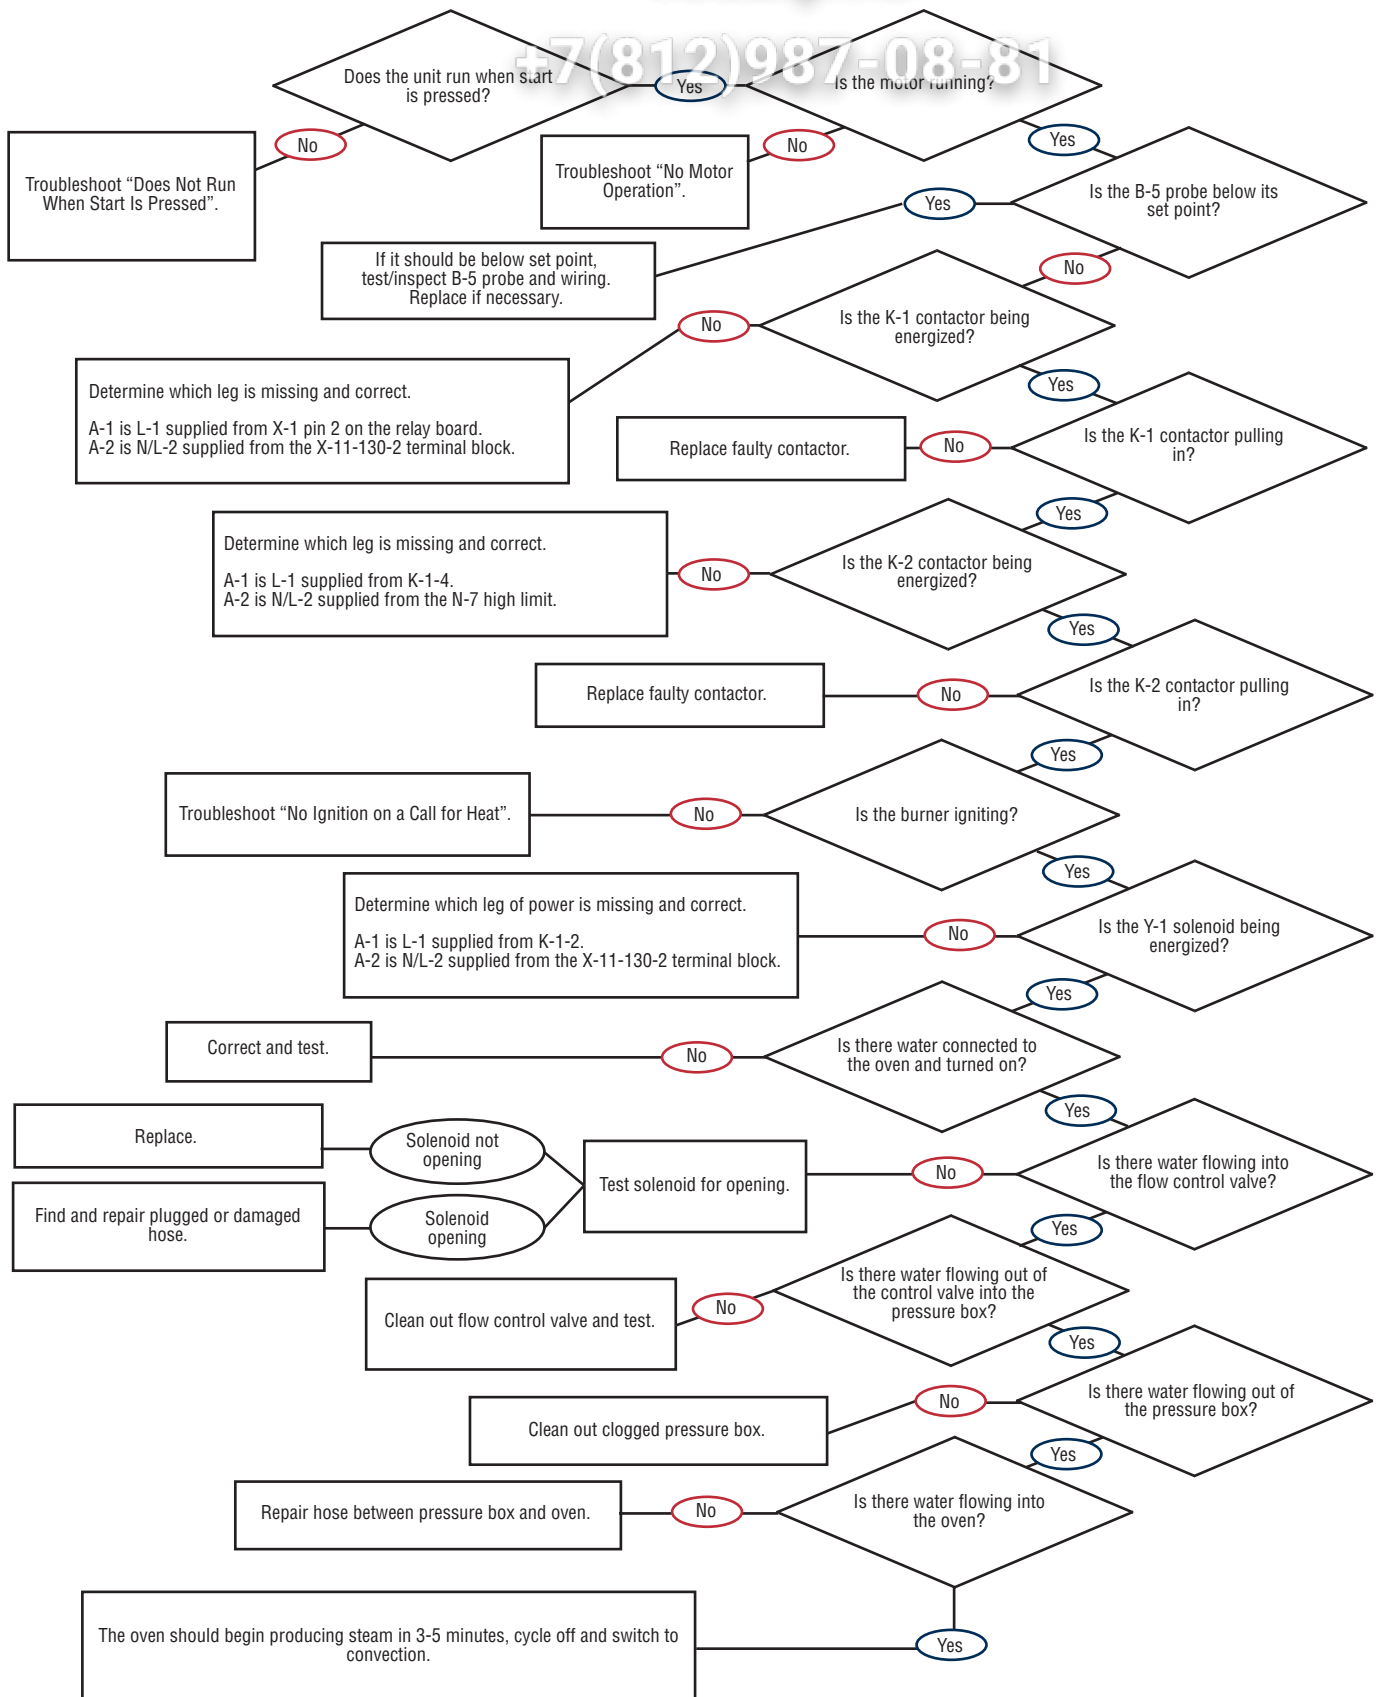 +7(812)987-08-81
Does the unit run when start
is pressed?
Yes
Is the motor running?
No
Troubleshoot “Does Not Run
When Start Is Pressed”.
No
Troubleshoot “No Motor
Operation”.
Yes
Is the B-5 probe below its
set point?
Yes
If it should be below set point,
test/inspect B-5 probe and wiring.
Replace if necessary.
No
Is the K-1 contactor being
energized?
No
Determine which leg is missing and correct.
A-1 is L-1 supplied from X-1 pin 2 on the relay board.
A-2 is N/L-2 supplied from the X-11-130-2 terminal block.
Yes
Is the K-1 contactor pulling
in?
No
Replace faulty contactor.
Yes
Is the K-2 contactor being
energized?
No
Determine which leg is missing and correct.
A-1 is L-1 supplied from K-1-4.
A-2 is N/L-2 supplied from the N-7 high limit.
Yes
Is the K-2 contactor pulling
in?
No
Replace faulty contactor.
Yes
Is the burner igniting?
No
Troubleshoot “No Ignition on a Call for Heat”.
Yes
Is the Y-1 solenoid being
energized?
No
Determine which leg of power is missing and correct.
A-1 is L-1 supplied from K-1-2.
A-2 is N/L-2 supplied from the X-11-130-2 terminal block.
Yes
Is there water connected to
the oven and turned on?
No
Correct and test.
Yes
Is there water flowing into
the flow control valve?
No
Test solenoid for opening.
Solenoid not
opening
Replace.
Solenoid
opening
Find and repair plugged or damaged
hose.
Yes
Is there water flowing out of
the control valve into the
pressure box?
No
Clean out flow control valve and test.
Yes
Is there water flowing out of
the pressure box?
No
Clean out clogged pressure box.
Yes
Is there water flowing into
the oven?
No
Repair hose between pressure box and oven.
Yes
The oven should begin producing steam in 3-5 minutes, cycle off and switch to
convection.